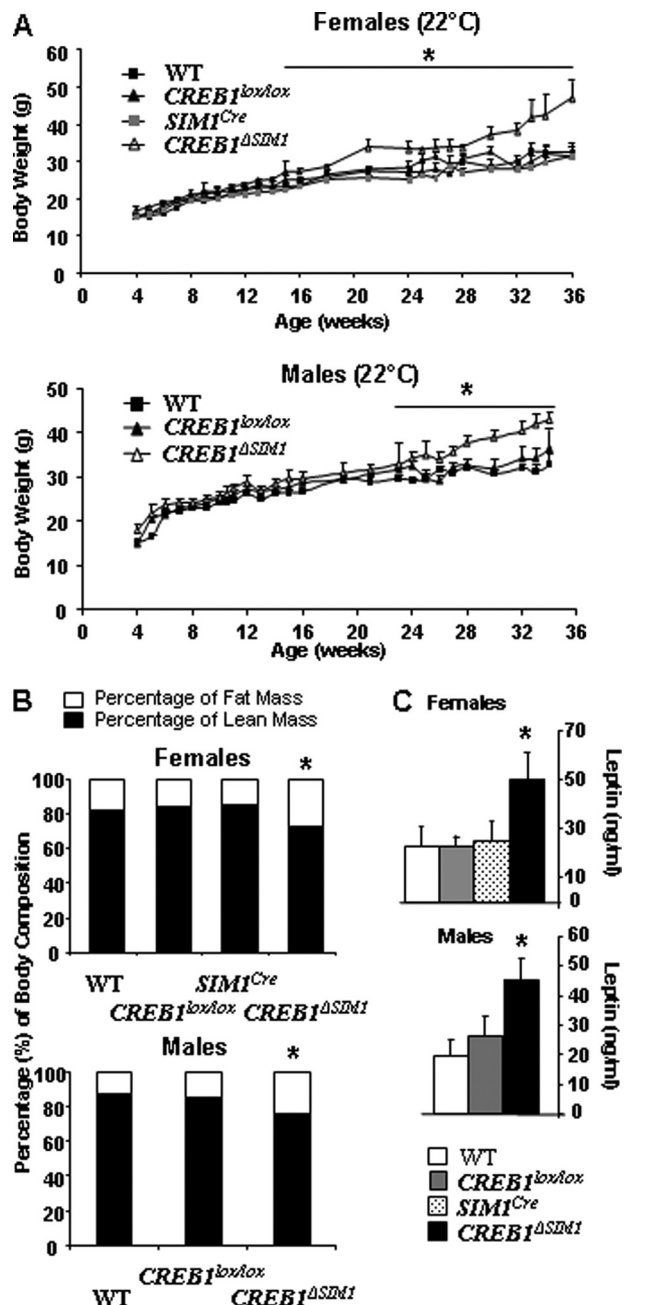 A
Females (22°C)
*
WT
CREB1lox/lox
SIM1Cre
CREB1ΔSIM1
Body Weight (g)
60
50
40
30
20
10
0
0 4 8 12 16 20 24 28 32 36
Age (weeks)
Males (22°C)
*
WT
CREB1lox/lox
CREB1ΔSIM1
Body Weight (g)
50
40
30
20
10
0
0 4 8 12 16 20 24 28 32 36
Age (weeks)
B
Percentage of Fat Mass
Percentage of Lean Mass
Percentage (%) of Body Composition
Females
*
100
80
60
40
20
0
WT SIM1Cre
CREB1lox/lox CREB1ΔSIM1
Males
*
100
80
60
40
20
0
CREB1lox/lox
WT CREB1ΔSIM1
C
Females
*
70
50
30
10
0
Leptin (ng/ml)
Males
*
60
50
40
30
20
10
0
Leptin (ng/ml)
WT
CREB1lox/lox
SIM1Cre
CREB1ΔSIM1